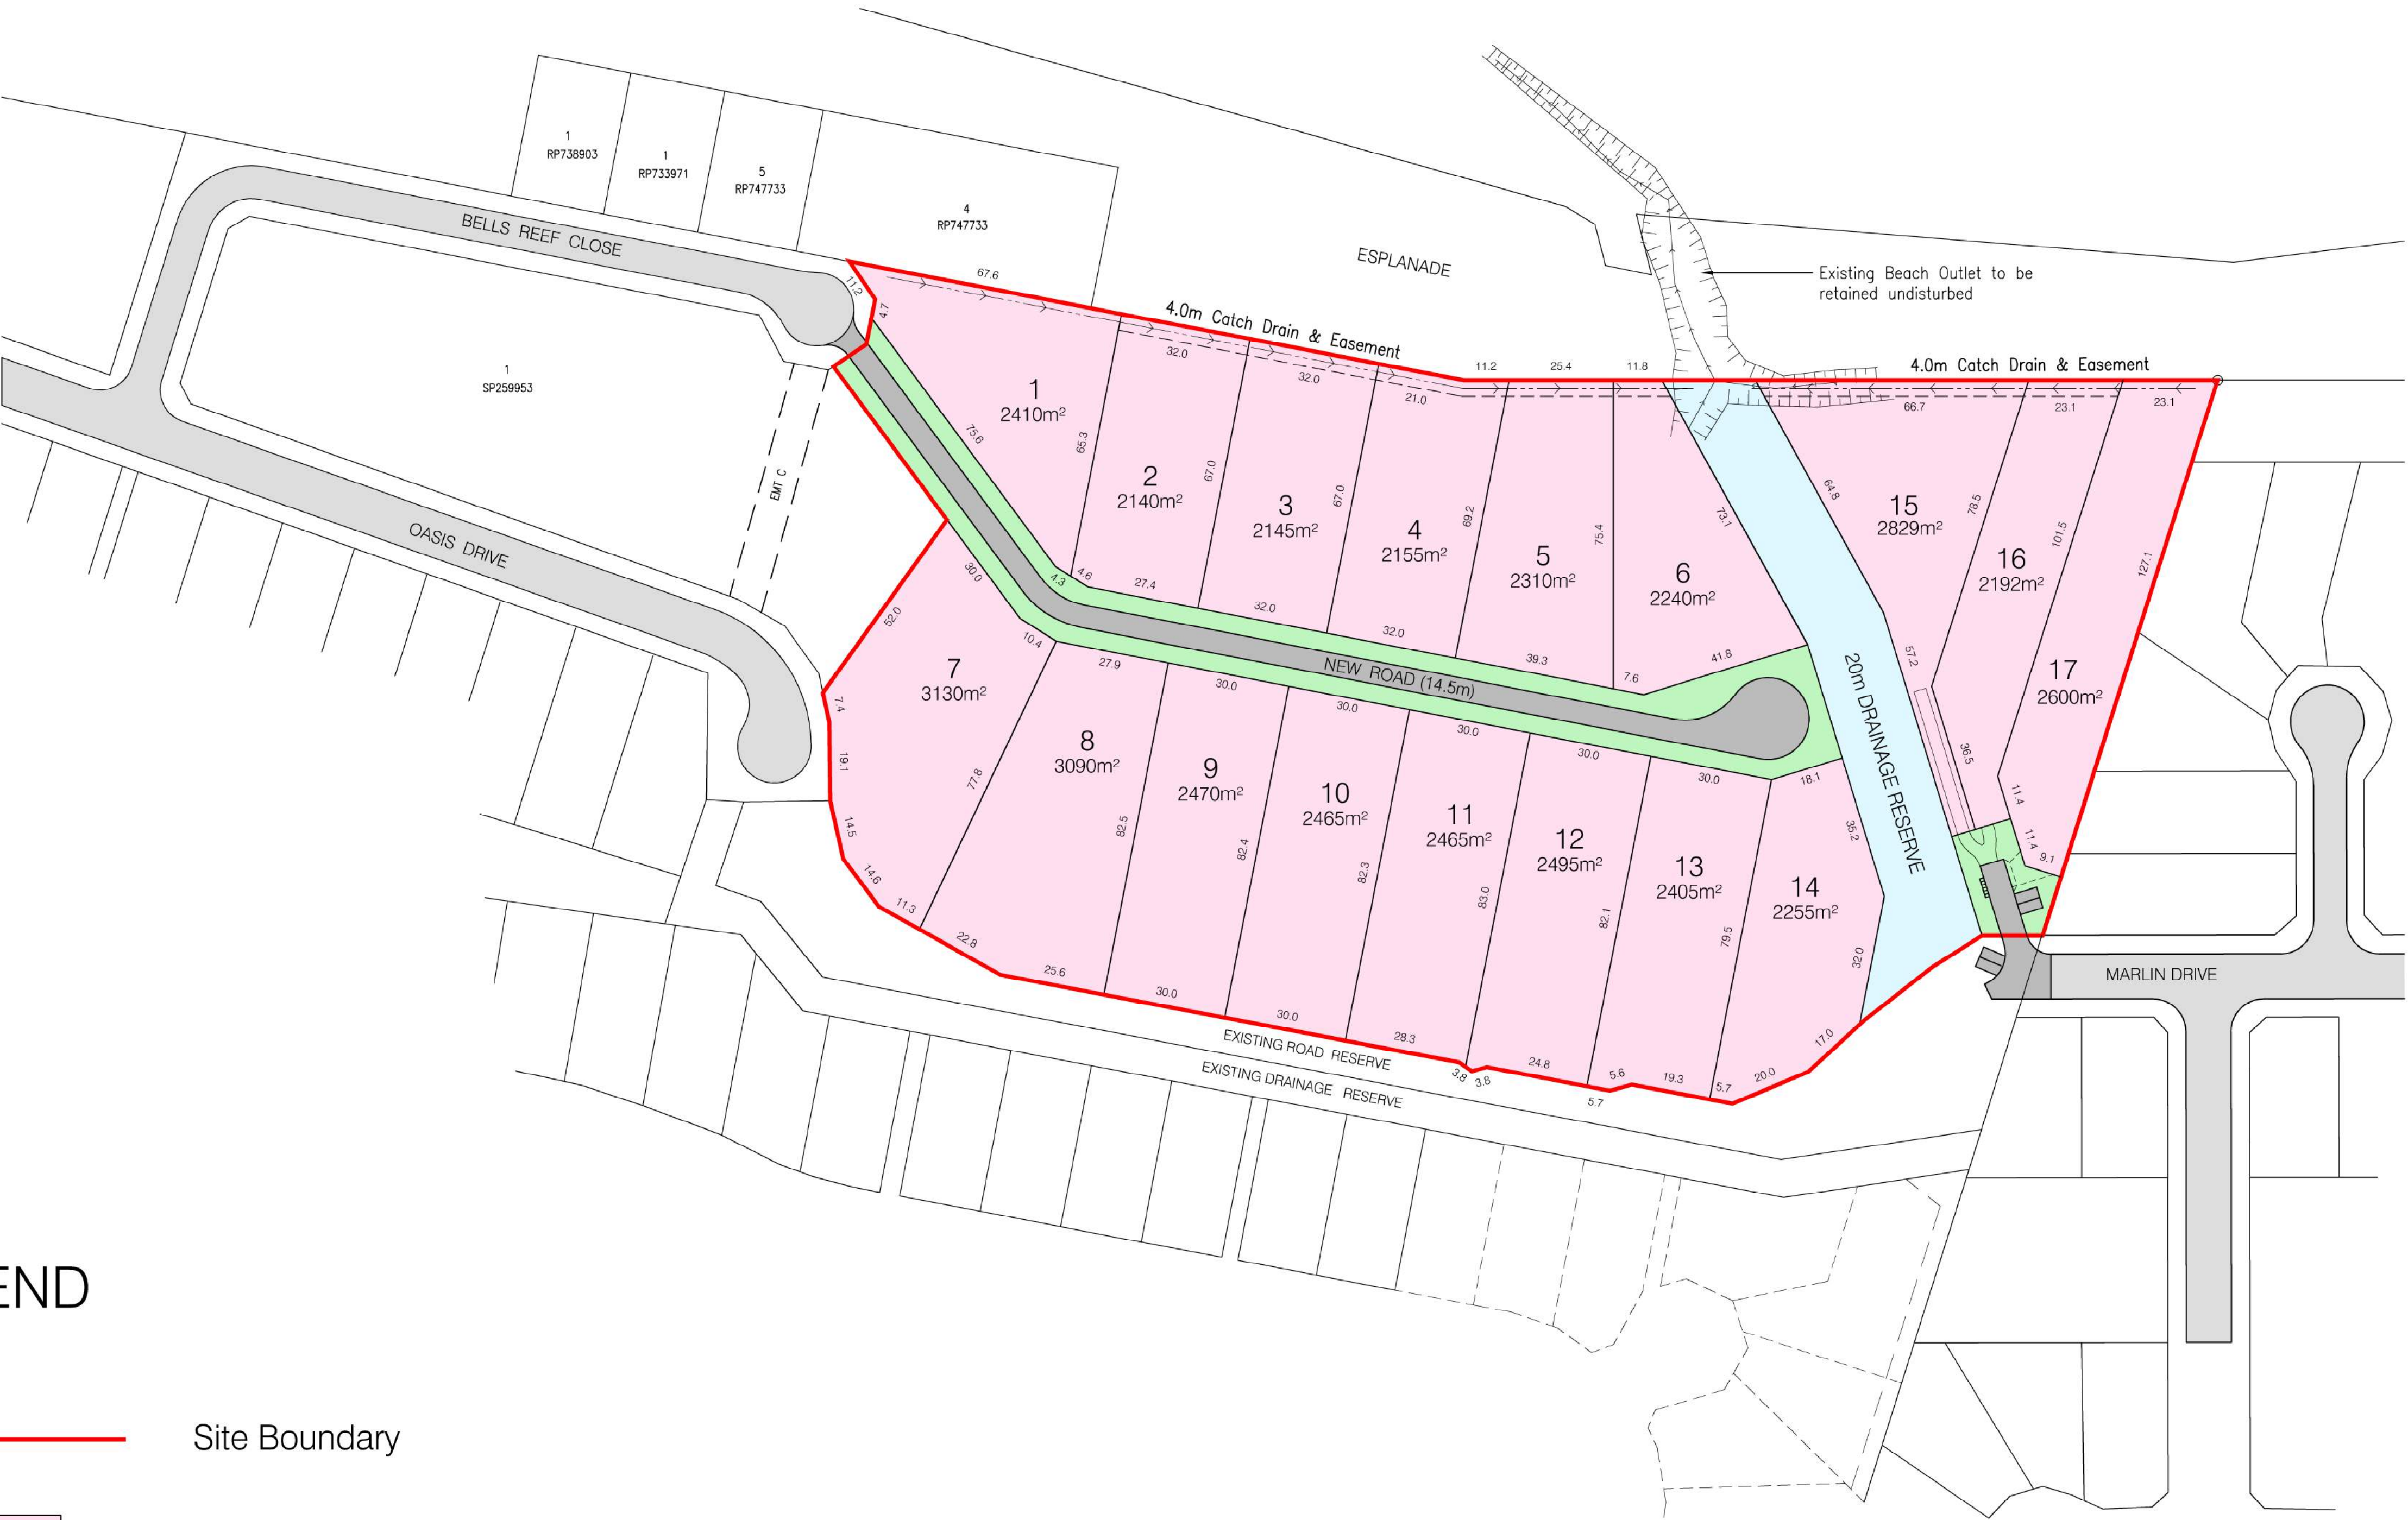 1
RP738903
1
RP733971
5
RP747733
4
RP747733
BELLS REEF CLOSE
ESPLANADE
Existing Beach Outlet to be
retained undisturbed
67.6
11.2
4.7
4.0m Catch Drain & Easement
32.0
32.0
21.0
11.2
25.4
11.8
4.0m Catch Drain & Easement
66.7
23.1
23.1
1
SP259953
EMT C
OASIS DRIVE
1
2410m²
75.6
65.3
2
2140m²
67.0
3
2145m²
67.0
4
2155m²
69.2
5
2310m²
75.4
6
2240m²
73.1
64.8
15
2829m²
78.5
16
2192m²
101.5
127.1
17
2600m²
4.3
4.6
27.4
32.0
32.0
39.3
7.6
41.8
57.2
36.5
11.4
11.4
9.1
NEW ROAD (14.5m)
20m DRAINAGE RESERVE
30.0
52.0
10.4
27.9
30.0
30.0
30.0
30.0
30.0
18.1
7.4
19.1
14.5
14.6
11.3
7
3130m²
77.8
8
3090m²
82.5
9
2470m²
82.4
10
2465m²
82.3
11
2465m²
83.0
12
2495m²
82.1
13
2405m²
79.5
14
2255m²
35.2
32.0
22.8
25.6
30.0
30.0
28.3
3.8
3.8
24.8
5.7
5.6
19.3
5.7
20.0
17.0
MARLIN DRIVE
EXISTING ROAD RESERVE
EXISTING DRAINAGE RESERVE
END
Site Boundary